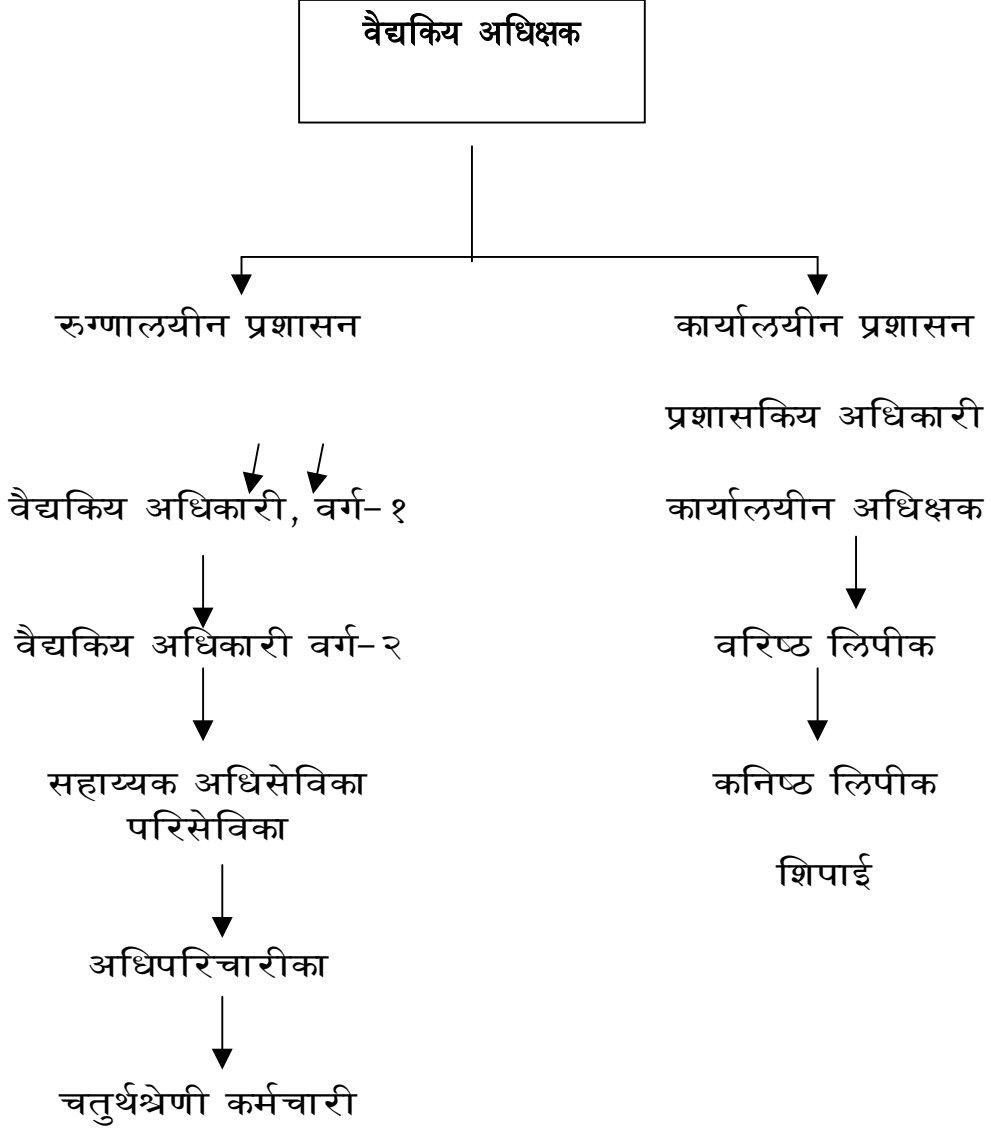 वैद्यकिय अधिक्षक
रुग्णालयीन प्रशासन
कार्यालयीन प्रशासन
प्रशासकिय अधिकारी
वैद्यकिय अधिकारी, वर्ग-१
कार्यालयीन अधिक्षक
वैद्यकिय अधिकारी वर्ग-२
वरिष्ठ लिपीक
सहाय्यक अधिसेविका
परिसेविका
कनिष्ठ लिपीक
शिपाई
अधिपरिचारीका
चतुर्थश्रेणी कर्मचारी